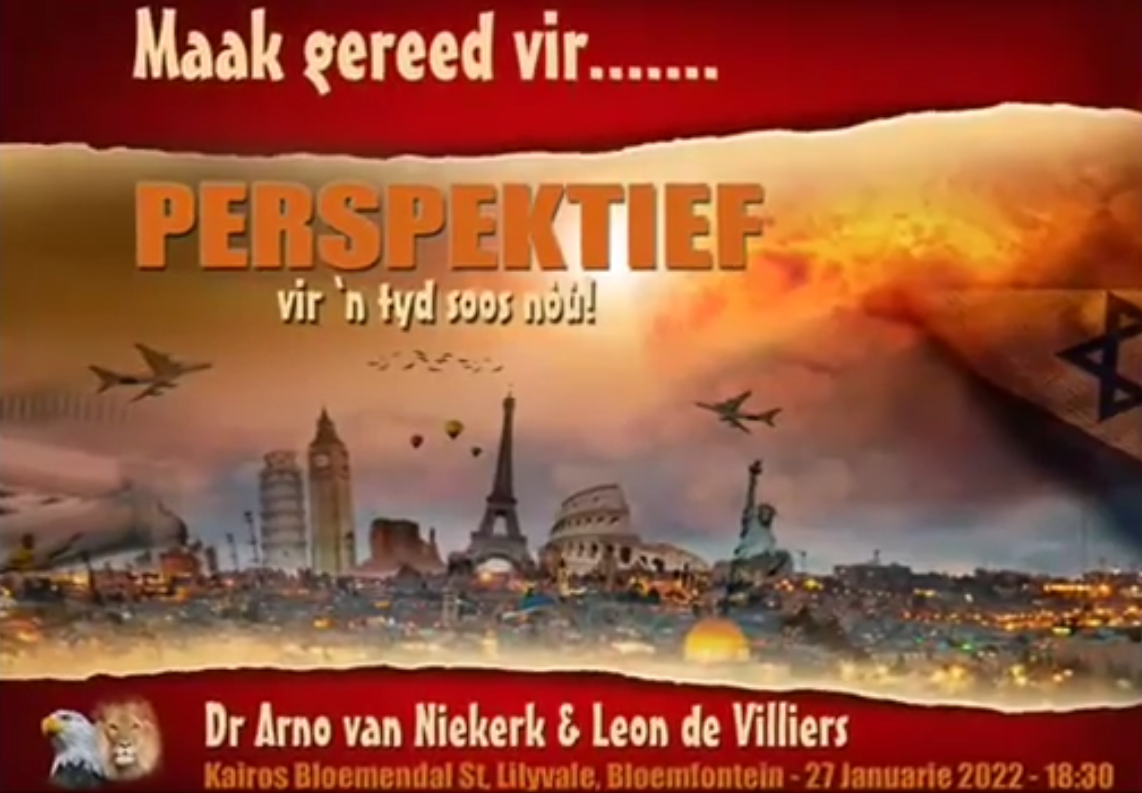 Maak gereed vir.......
PERSPEKTIEF
vir `n tyd soos nòú!
Dr Arno van Niekerk & Leon de Villiers
Kairos Bloemendal St, Lilyvale, Bloemfontein - 27 Januarie 2022 - 18:30